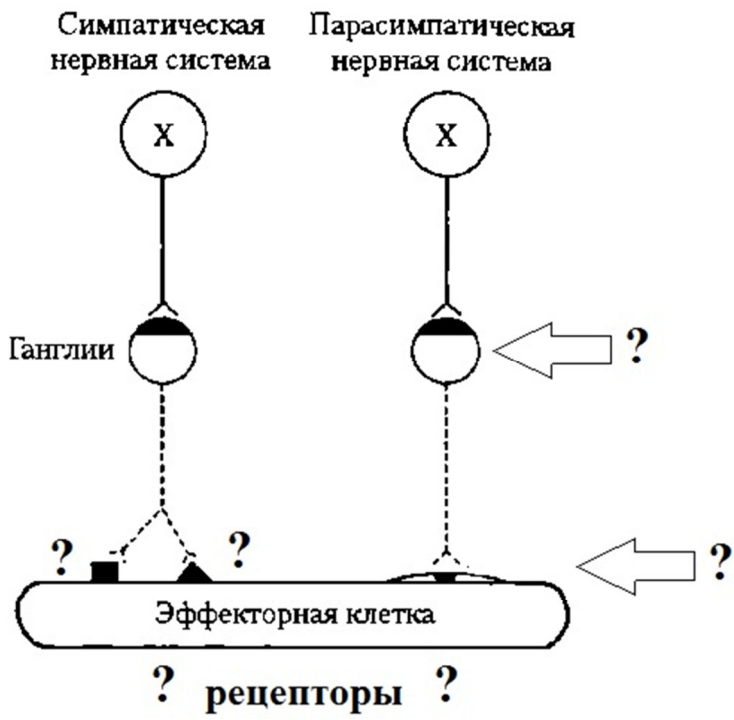 Симпатическая
нервная система
Парасимпатическая
нервная система
X
X
Ганглии
?
?
?
?
Эффекторная клетка
? рецепторы ?